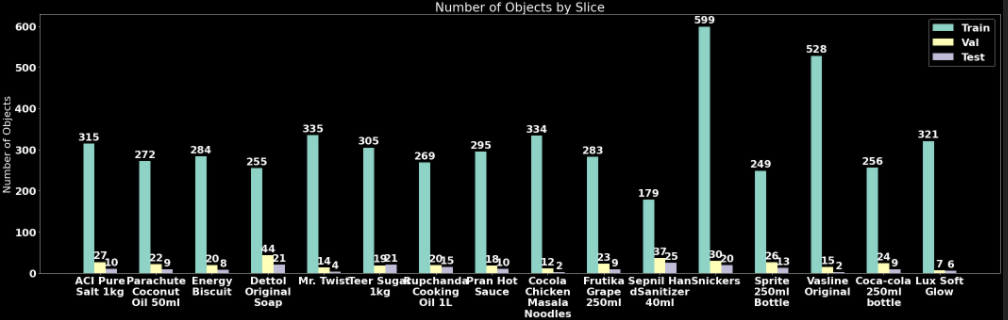 Number of Objects by Slice
Number of Objects
600
500
400
300
200
100
0
Train
Val
Test
315 27 10
272 22 9
284 20 8
255 44 21
335 14 4
305 19 21
269 20 15
295 18 10
334 12 2
283 23 9
179 37 25
599 30 20
249 26 13
528 15 2
256 24 9
321 7 6
ACI Pure
Salt 1kg
Parachute
Coconut
Oil 50ml
Energy
Biscuit
Dettol
Original
Soap
Mr. Twist
Teer Sugar
1kg
Rupchanda
Cooking
Oil 1L
Pran Hot
Sauce
Cocola
Chicken
Masala
Noodles
Frutika
Grape
250ml
Sepnil Han
dSanitizer
40ml
Snickers
Sprite
250ml
Bottle
Vasline
Original
Coca-cola
250ml
bottle
Lux Soft
Glow